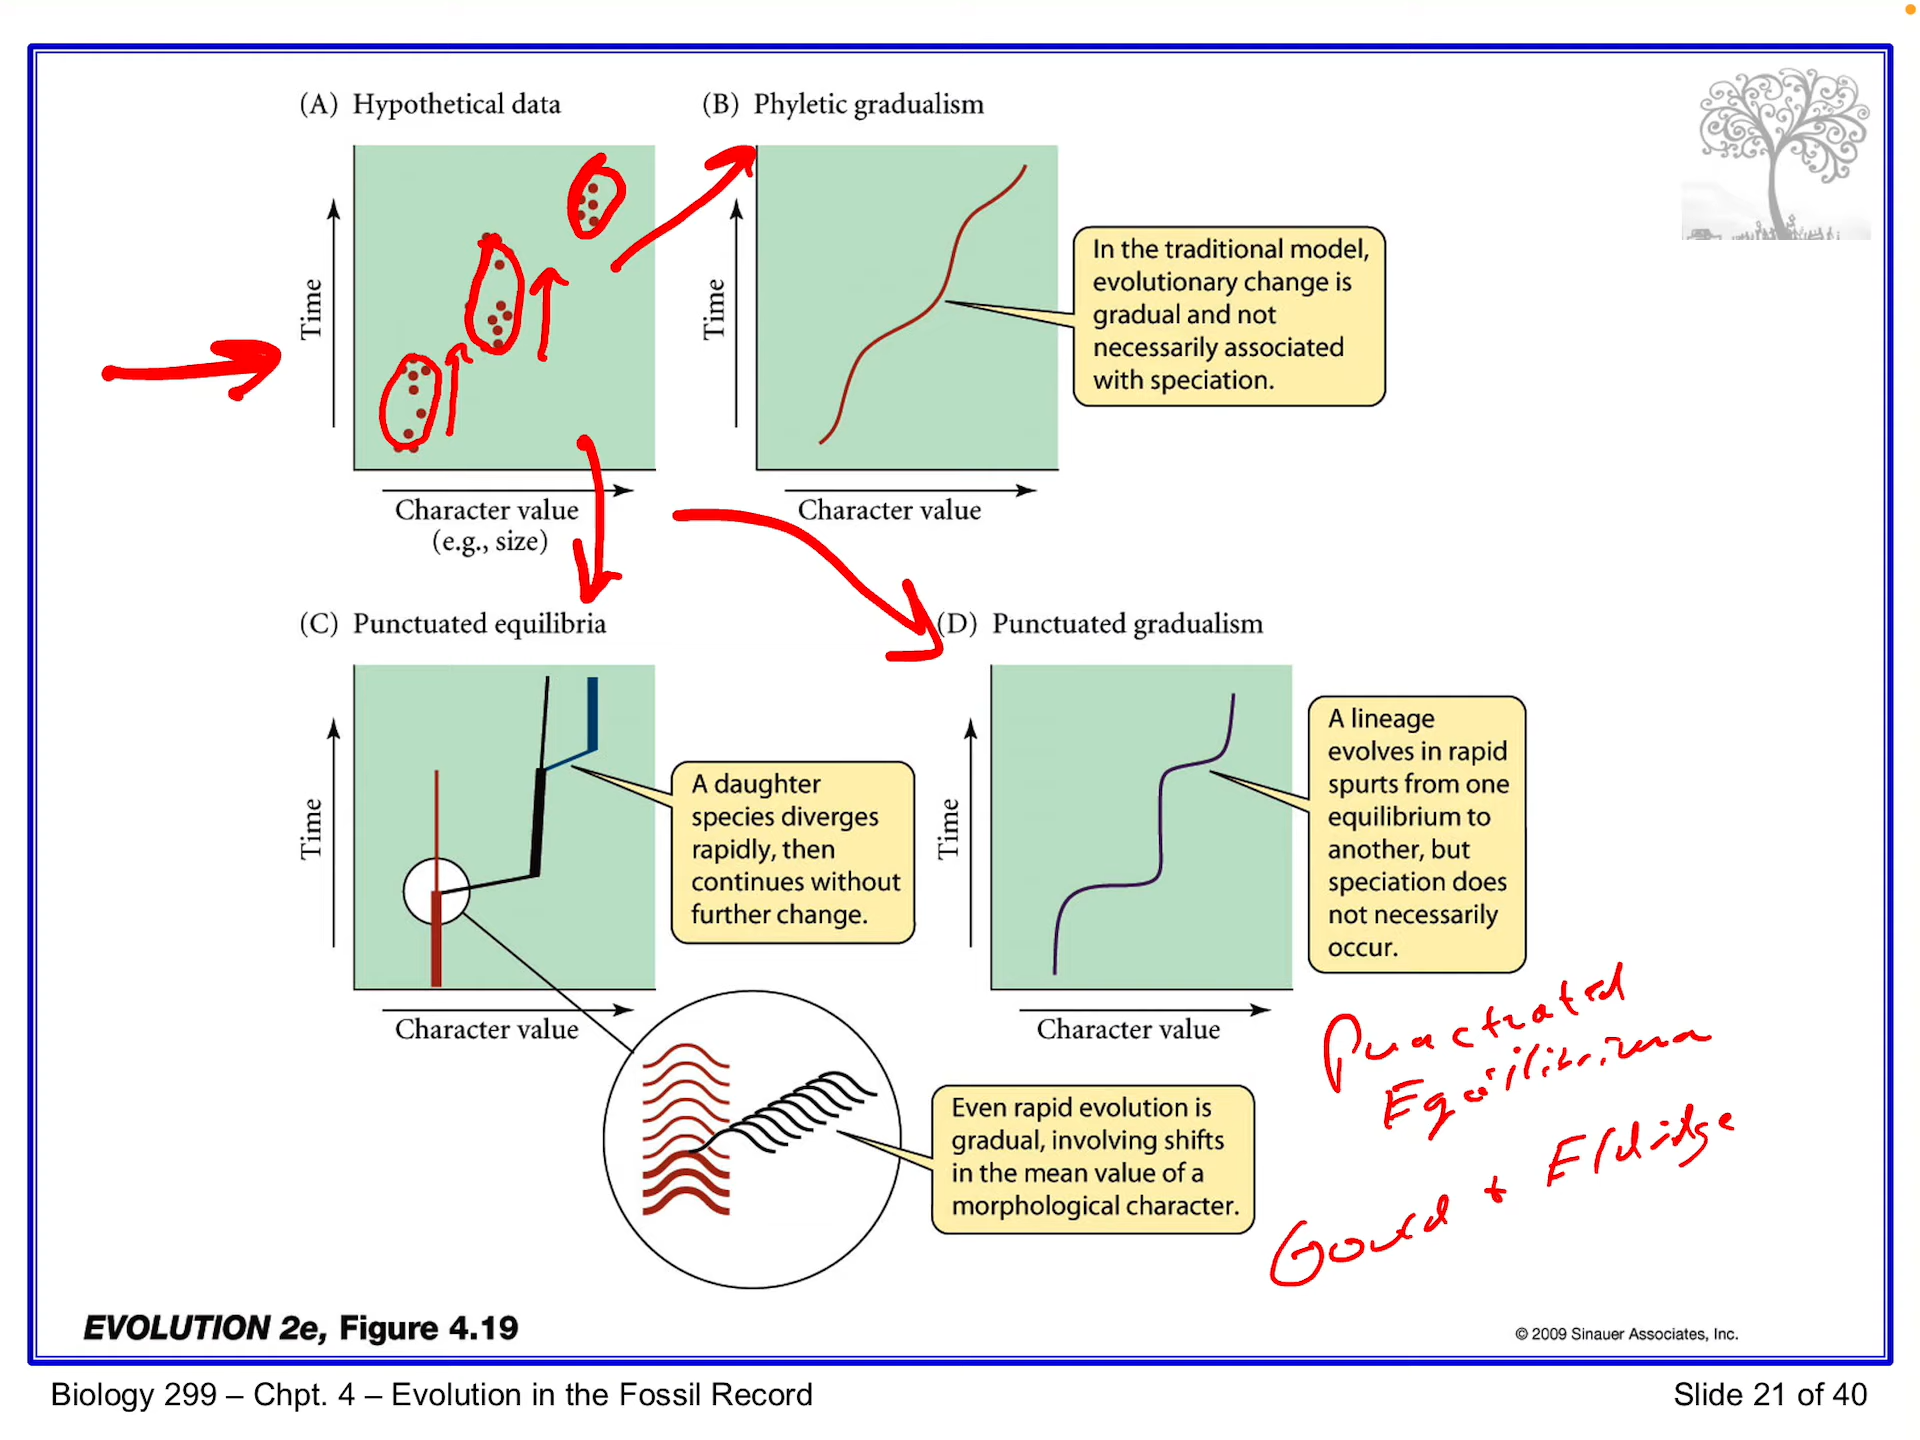 (A) Hypothetical data
Time
Character value
(e.g., size)
(B) Phyletic gradualism
Time
Character value
In the traditional model,
evolutionary change is
gradual and not
necessarily associated
with speciation.
(C) Punctuated equilibria
Time
Character value
A daughter
species diverges
rapidly, then
continues without
further change.
(D) Punctuated gradualism
Time
Character value
A lineage
evolves in rapid
spurts from one
equilibrium to
another, but
speciation does
not necessarily
occur.
Even rapid evolution is
gradual, involving shifts
in the mean value of a
morphological character.
Punctuated
Equilibrium
Gould + Eldridge
EVOLUTION 2e, Figure 4.19
© 2009 Sinauer Associates, Inc.
Biology 299 – Chpt. 4 – Evolution in the Fossil Record
Slide 21 of 40